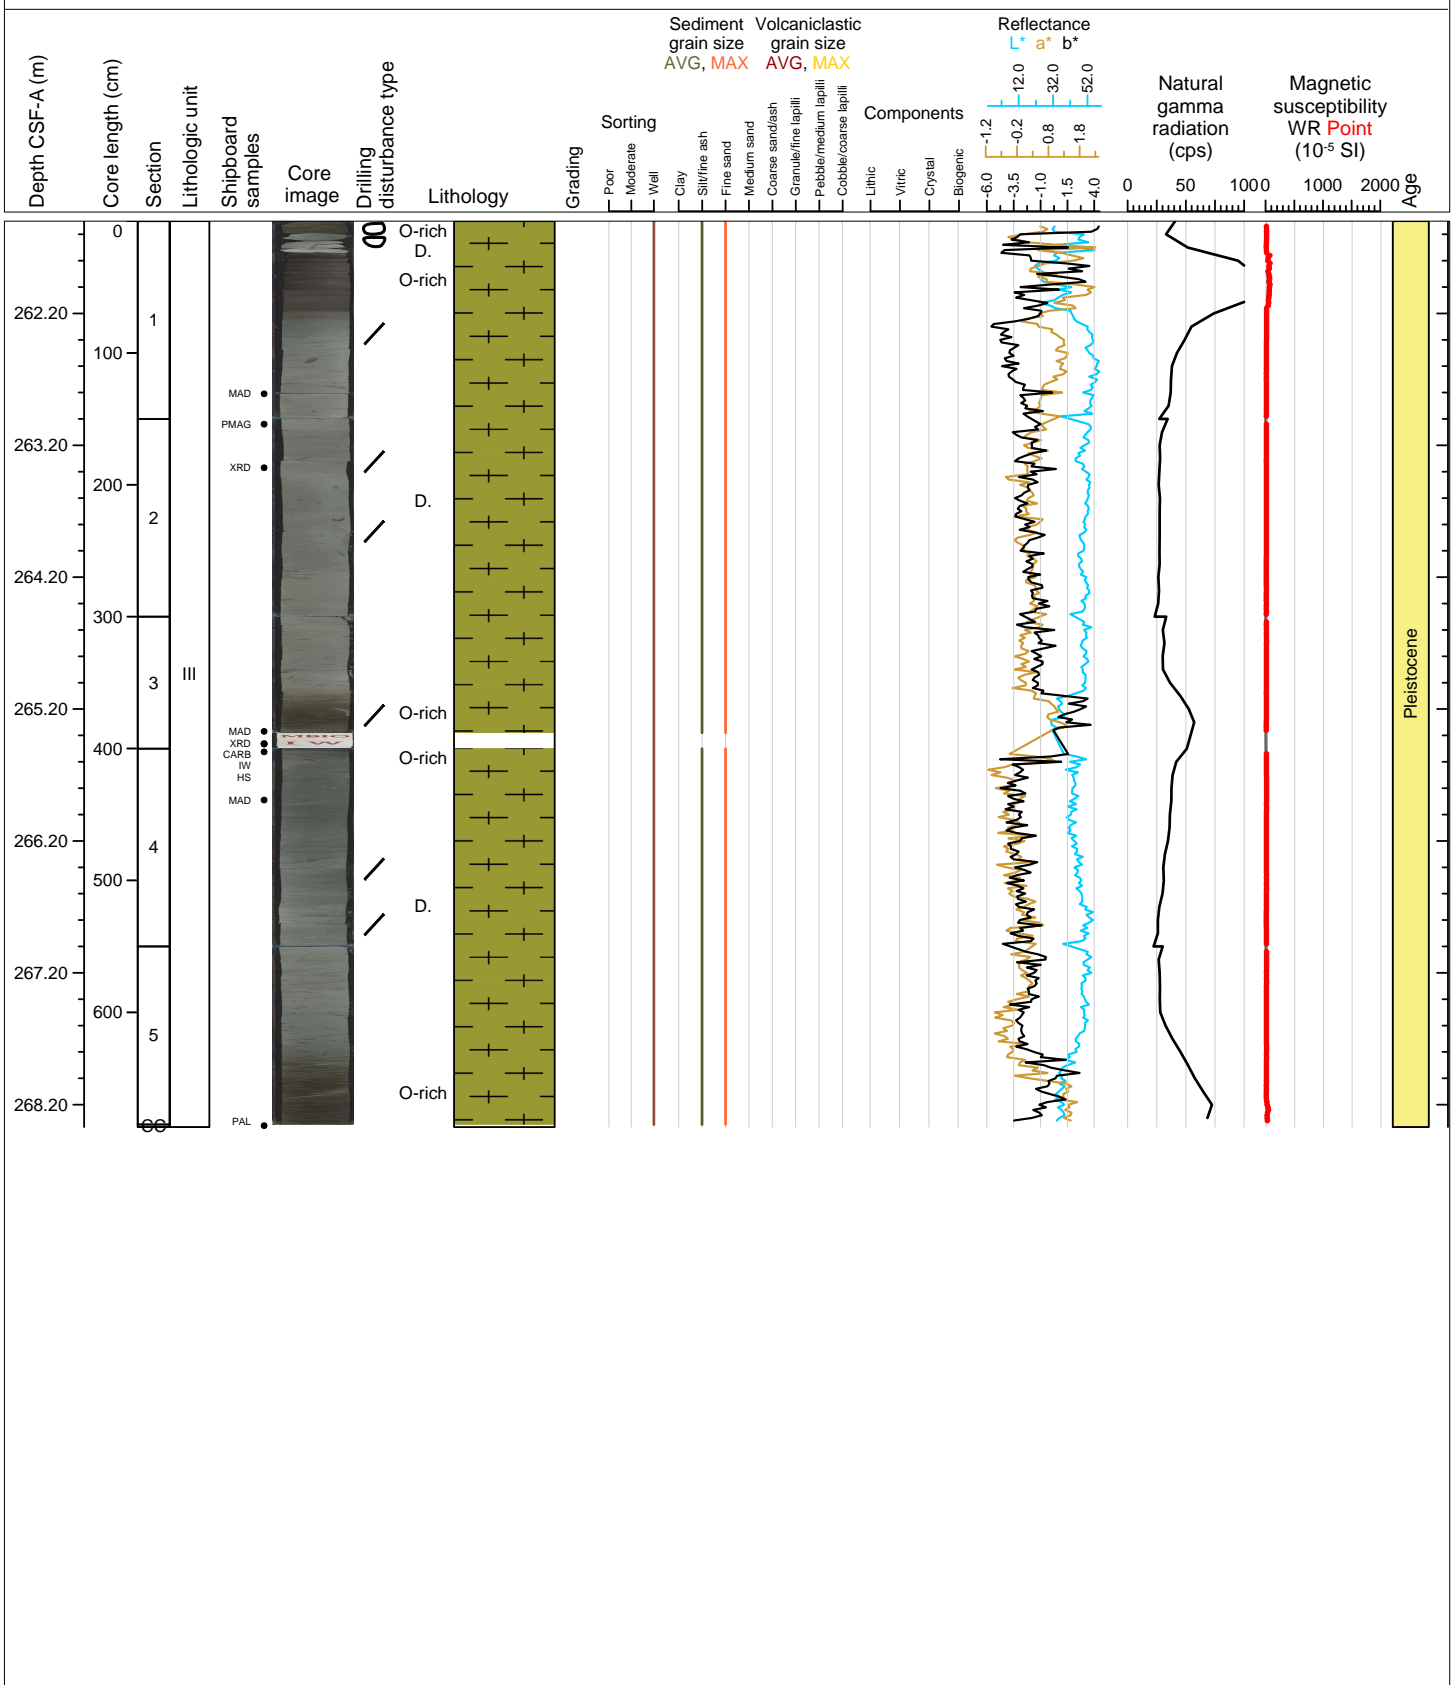 Depth CSF-A (m)
Core length (cm)
Section
Lithologic unit
Shipboard
samples
Core
image
Drilling
disturbance type
Lithology
Grading
Sorting
Poor
Moderate
Well
Sediment
grain size
AVG, MAX
Volcaniclastic
grain size
AVG, MAX
Clay
Silt/fine ash
Fine sand
Medium sand
Coarse sand/ash
Granule/fine lapilli
Pebble/medium lapilli
Cobble/coarse lapilli
Components
Lithic
Vitric
Crystal
Biogenic
Reflectance
L* a* b*
12.0 32.0 52.0
-1.2 -0.2 0.8 1.8
-6.0 -3.5 -1.0 1.5 4.0
Natural
gamma
radiation
(cps)
0 50 100
Magnetic
susceptibility
WR Point
(10-5 SI)
0 1000 2000
Age
0
O-rich
D.
O-rich
262.20
1
100
MAD
PMAG
263.20
XRD
200
D.
2
264.20
300
III
3
Pleistocene
265.20
O-rich
MAD
MBIO
XRD
IW
400
CARB
O-rich
IW
HS
MAD
266.20
4
500
D.
267.20
600
5
O-rich
268.20
PAL
CC